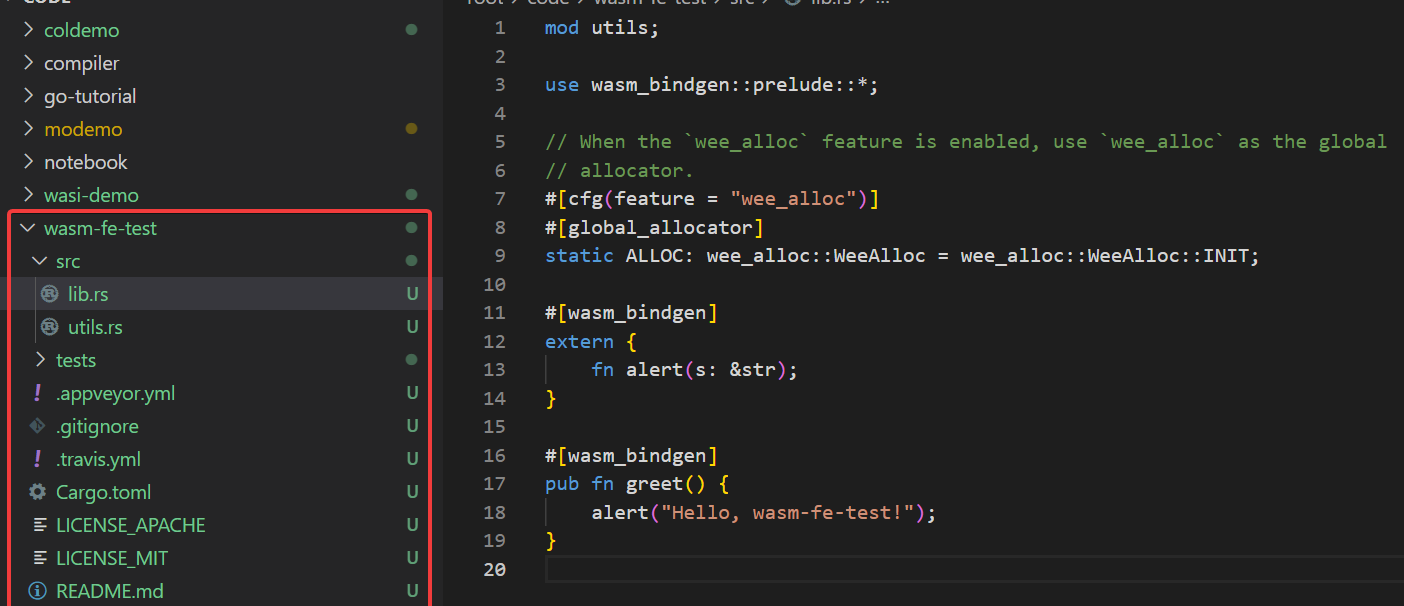 CODE
coldemo
compiler
go-tutorial
modemo
notebook
wasi-demo
wasm-fe-test
src
lib.rs U
utils.rs U
tests
! .appveyor.yml U
.gitignore U
! .travis.yml U
Cargo.toml U
LICENSE_APACHE U
LICENSE_MIT U
README.md U
root > code > wasm-fe-test > src > lib.rs > ...
1 mod utils;
2
3 use wasm_bindgen::prelude::*;
4
5 // When the `wee_alloc` feature is enabled, use `wee_alloc` as the global
6 // allocator.
7 #[cfg(feature = "wee_alloc")]
8 #[global_allocator]
9 static ALLOC: wee_alloc::WeeAlloc = wee_alloc::WeeAlloc::INIT;
10
11 #[wasm_bindgen]
12 extern {
13     fn alert(s: &str);
14 }
15
16 #[wasm_bindgen]
17 pub fn greet() {
18     alert("Hello, wasm-fe-test!");
19 }
20